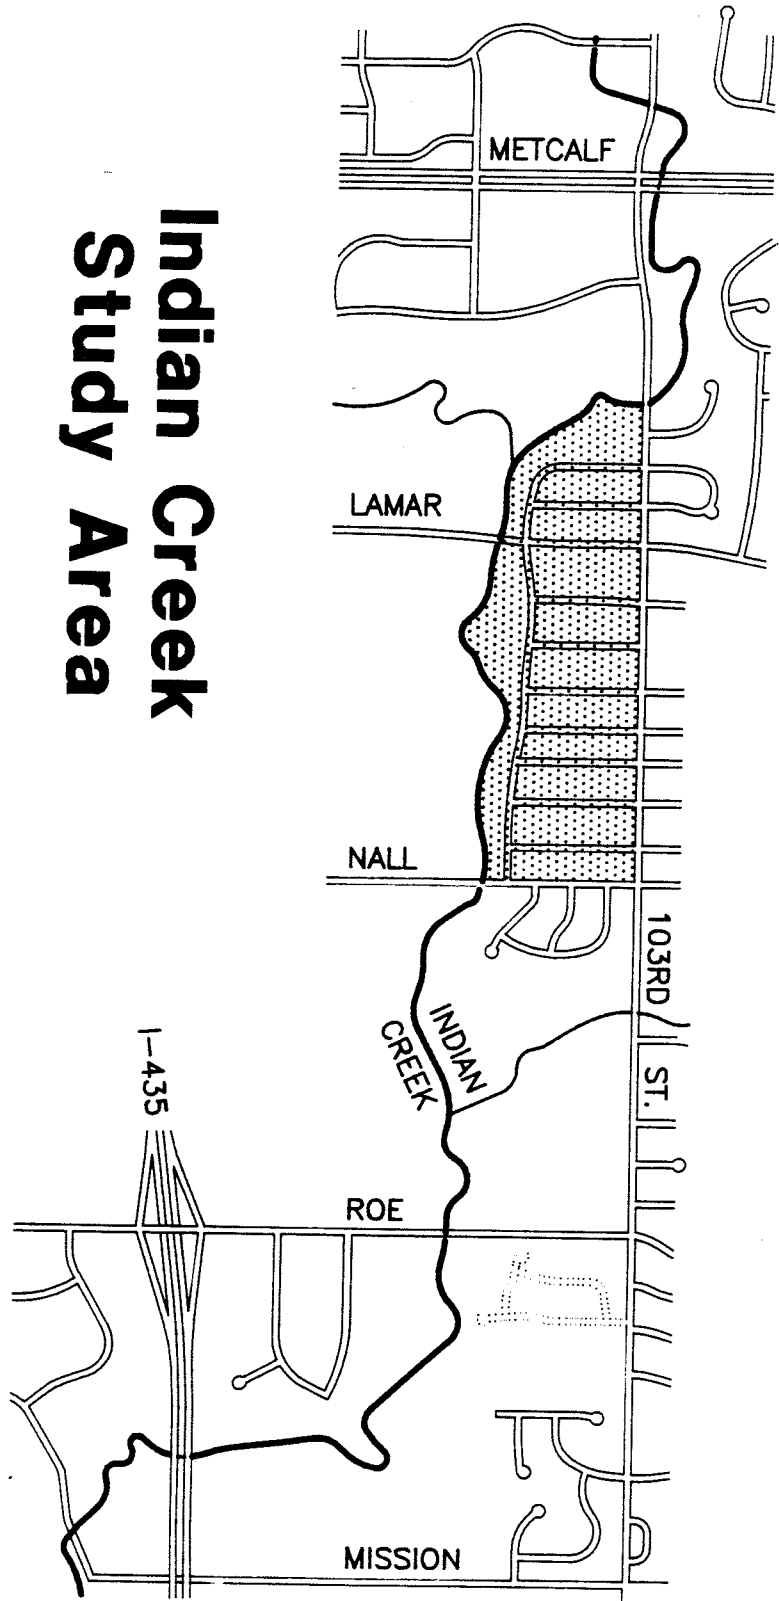 Indian Creek
Study Area
METCALF
LAMAR
NALL
103RD ST.
INDIAN
CREEK
I-435
ROE
MISSION